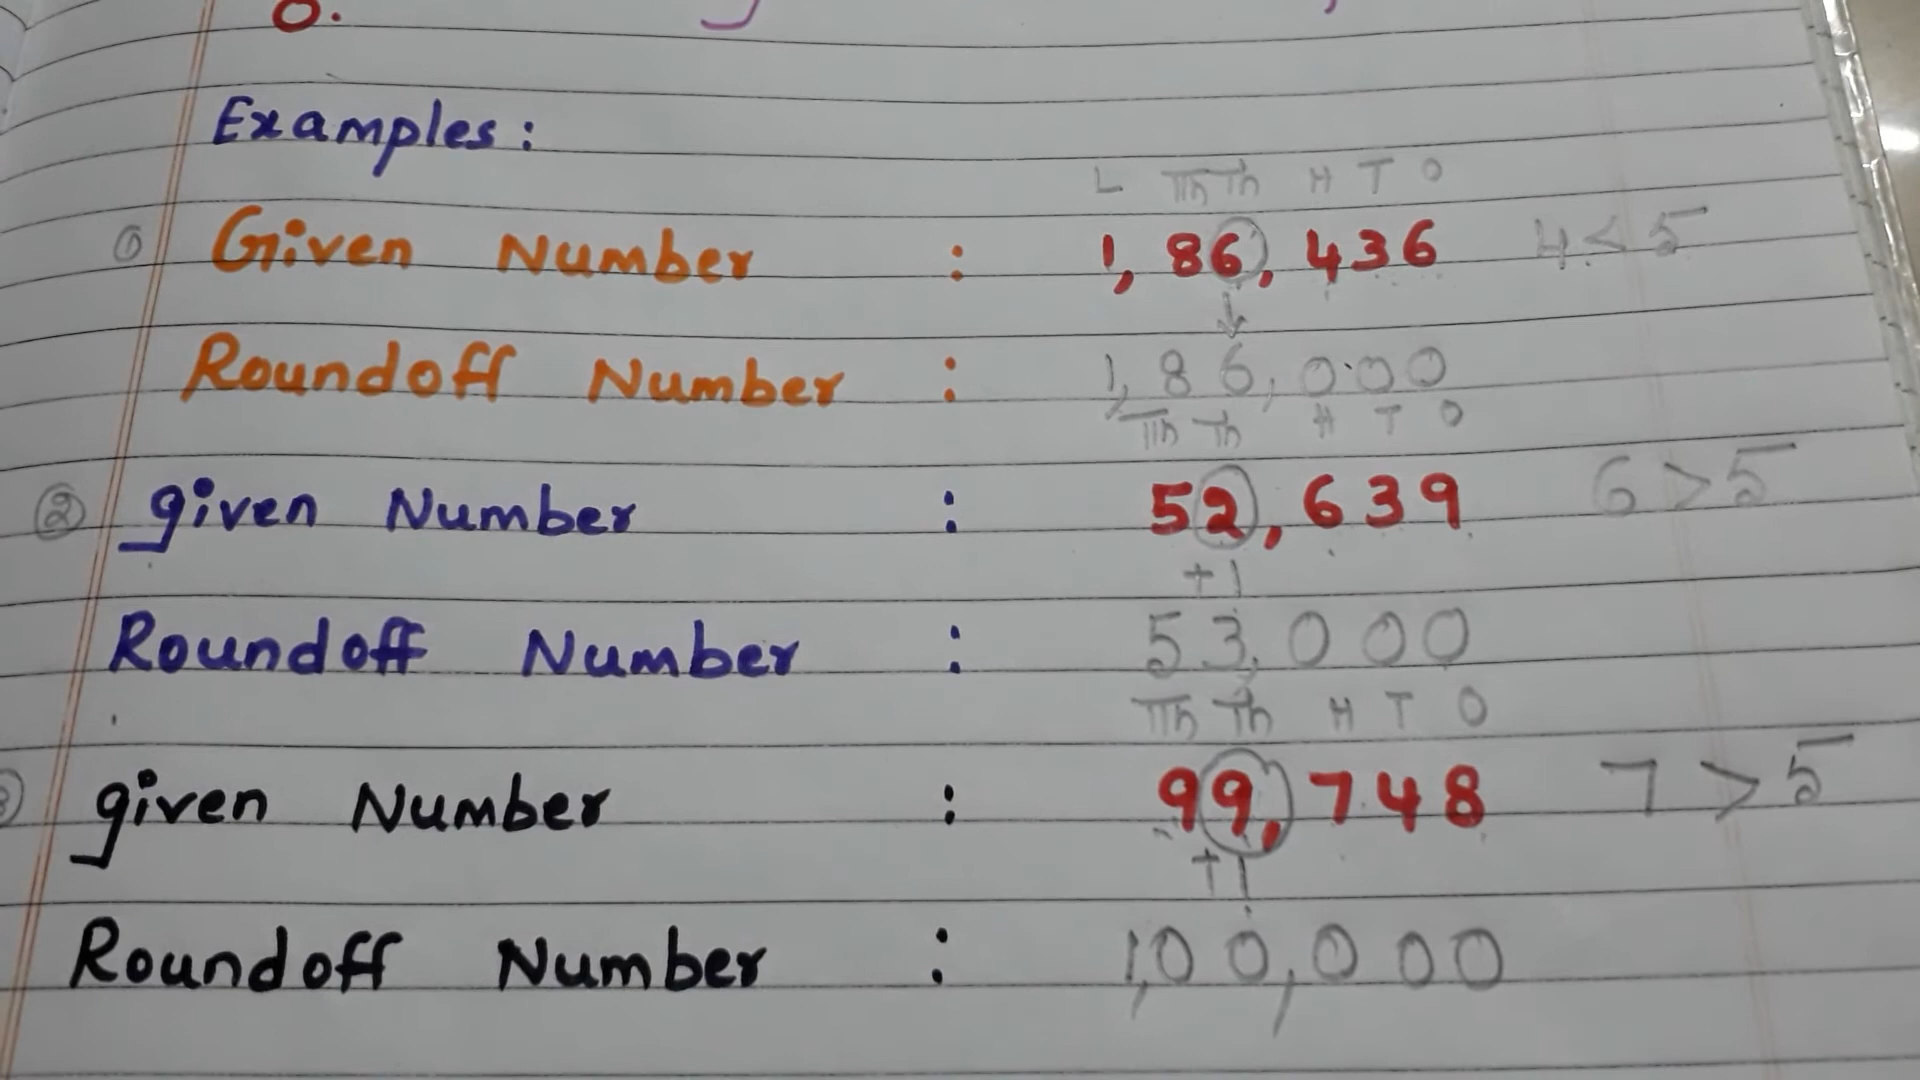 0.
Examples:
L TTh Th H T O
① Given Number : 1,86,436 4<5
↓
Roundoff Number : 1,86,000
TTh Th H T O
② given Number : 52,639 6>5
+1
Roundoff Number : 53,000
TTh Th H T O
③ given Number : 99,748 7>5
+1
Roundoff Number : 1,00,000